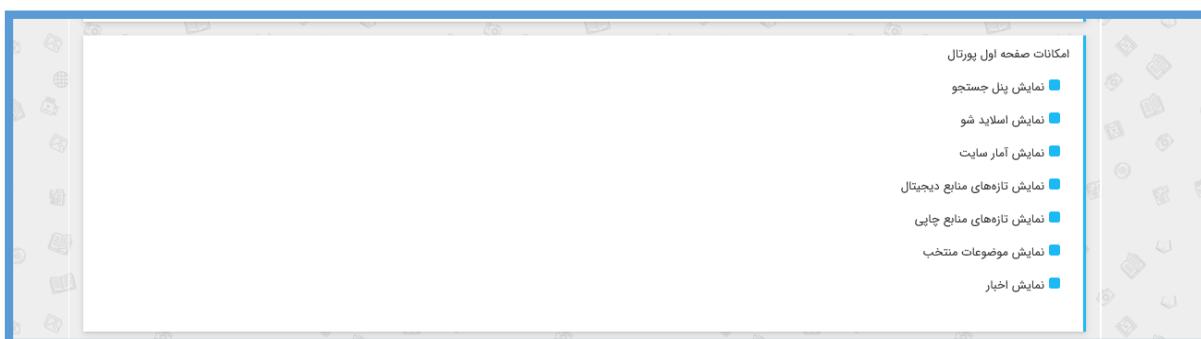 امکانات صفحه اول پورتال
نمایش پنل جستجو
نمایش اسلاید شو
نمایش آمار سایت
نمایش تازه‌های منابع دیجیتال
نمایش تازه‌های منابع چاپی
نمایش موضوعات منتخب
نمایش اخبار